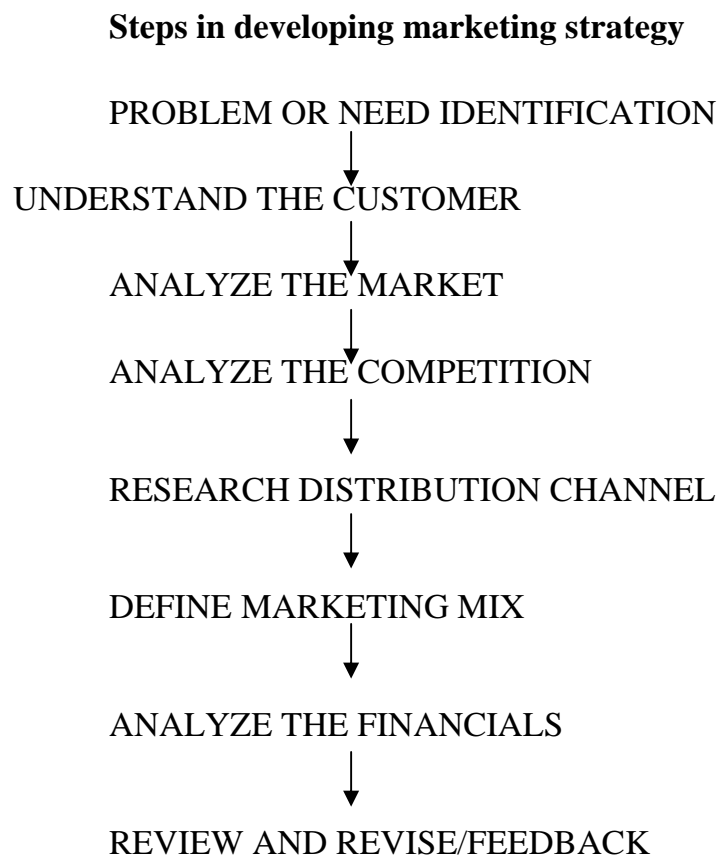 Steps in developing marketing strategy
PROBLEM OR NEED IDENTIFICATION
UNDERSTAND THE CUSTOMER
ANALYZE THE MARKET
ANALYZE THE COMPETITION
RESEARCH DISTRIBUTION CHANNEL
DEFINE MARKETING MIX
ANALYZE THE FINANCIALS
REVIEW AND REVISE/FEEDBACK